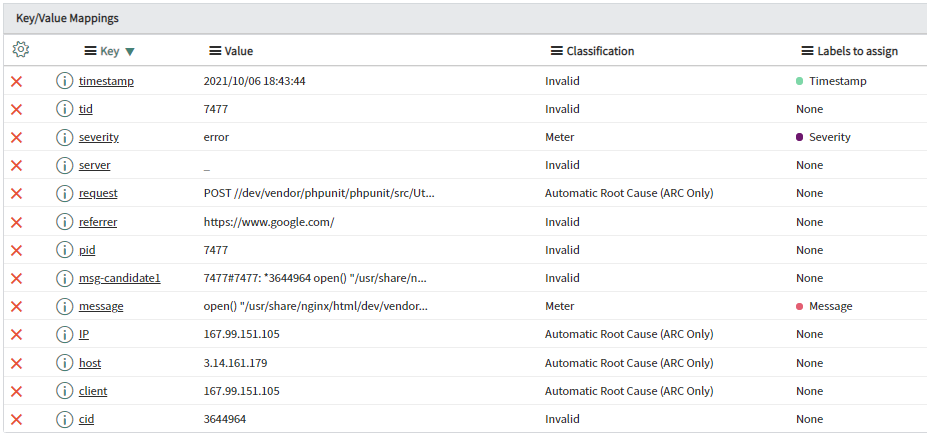 Key/Value Mappings
Key ▼ Value Classification Labels to assign
timestamp 2021/10/06 18:43:44 Invalid Timestamp
tid 7477 Invalid None
severity error Meter Severity
server _ Invalid None
request POST //dev/vendor/phpunit/phpunit/src/Ut... Automatic Root Cause (ARC Only) None
referrer https://www.google.com/ Invalid None
pid 7477 Invalid None
msg-candidate1 7477#7477: *3644964 open() "/usr/share/n... Invalid None
message open() "/usr/share/nginx/html/dev/vendor... Meter Message
IP 167.99.151.105 Automatic Root Cause (ARC Only) None
host 3.14.161.179 Automatic Root Cause (ARC Only) None
client 167.99.151.105 Automatic Root Cause (ARC Only) None
cid 3644964 Invalid None